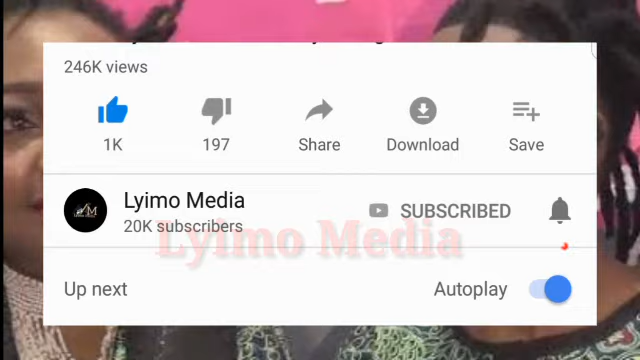 246K views
1K
197
Share
Download
Save
Lyimo Media
SUBSCRIBED
20K subscribers
Lyimo Media
Up next
Autoplay